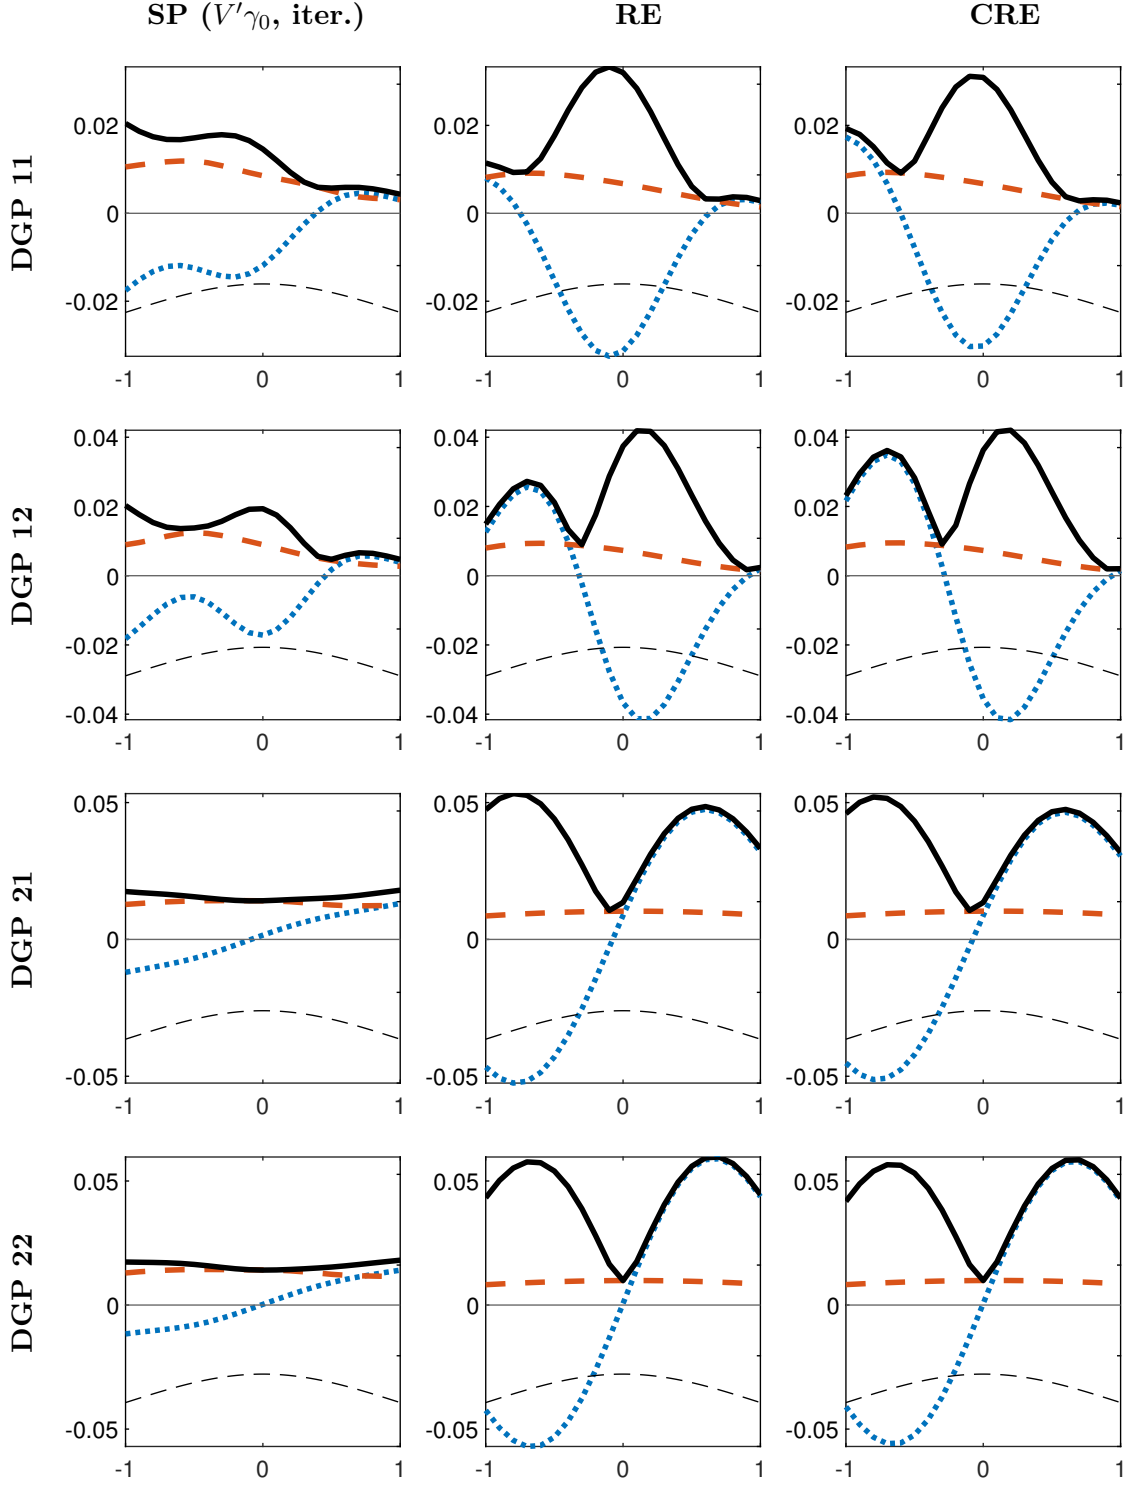 SP (V′γ₀, iter.) RE CRE
DGP 11
0.02 0.02 0.02
0 0 0
-0.02 -0.02 -0.02
-1 0 1 -1 0 1 -1 0 1
DGP 12
0.04 0.04 0.04
0.02 0.02 0.02
0 0 0
-0.02 -0.02 -0.02
-0.04 -0.04 -0.04
-1 0 1 -1 0 1 -1 0 1
DGP 21
0.05 0.05 0.05
0 0 0
-0.05 -0.05 -0.05
-1 0 1 -1 0 1 -1 0 1
DGP 22
0.05 0.05 0.05
0 0 0
-0.05 -0.05 -0.05
-1 0 1 -1 0 1 -1 0 1